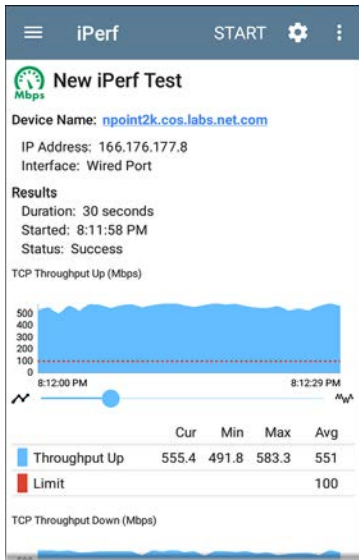 iPerf START
Mbps
New iPerf Test
Device Name: npoint2k.cos.labs.net.com
IP Address: 166.176.177.8
Interface: Wired Port
Results
Duration: 30 seconds
Started: 8:11:58 PM
Status: Success
TCP Throughput Up (Mbps)
500
400
300
200
100
0
8:12:00 PM 8:12:29 PM
Cur Min Max Avg
Throughput Up 555.4 491.8 583.3 551
Limit 100
TCP Throughput Down (Mbps)